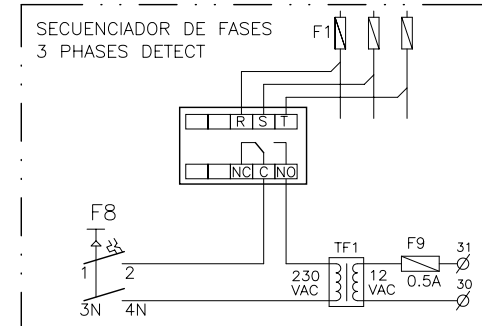 SECUENCIADOR DE FASES
3 PHASES DETECT
F1
R S T
NC C NO
F8
1 2
3N 4N
TF1
230 VAC
12 VAC
F9
0.5A
31
30